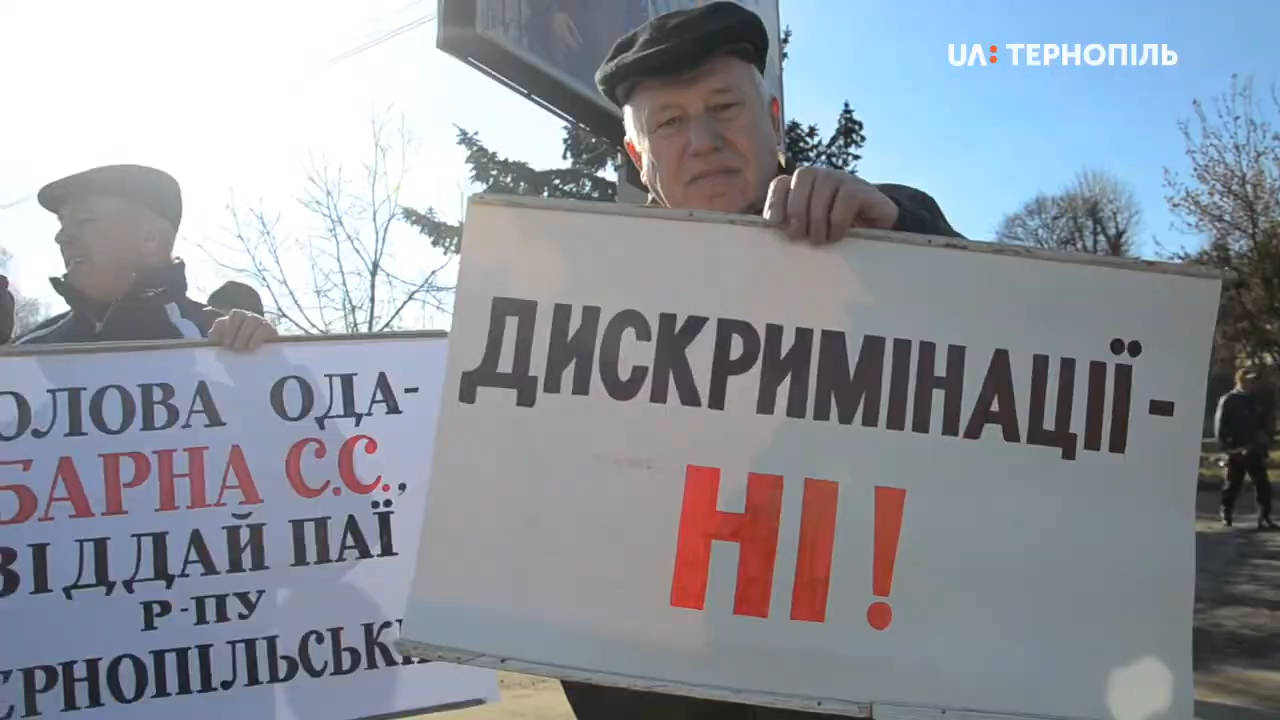 UA: ТЕРНОПІЛЬ
ДИСКРИМІНАЦІЇ -
НІ!
ОЛОВА ОДА-
БАРНА С.С.,
ВІДДАЙ ПАЇ
Р-ПУ
ЕРНОПІЛЬСЬК